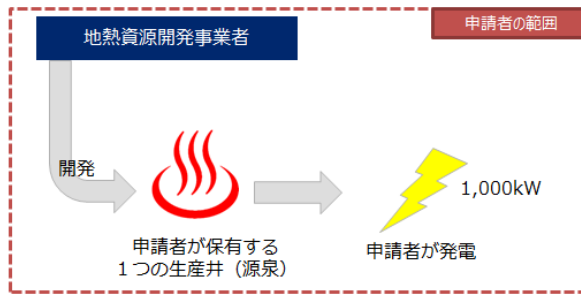 申請者の範囲
地熱資源開発事業者
開発
1,000kW
申請者が保有する
１つの生産井（源泉）
申請者が発電